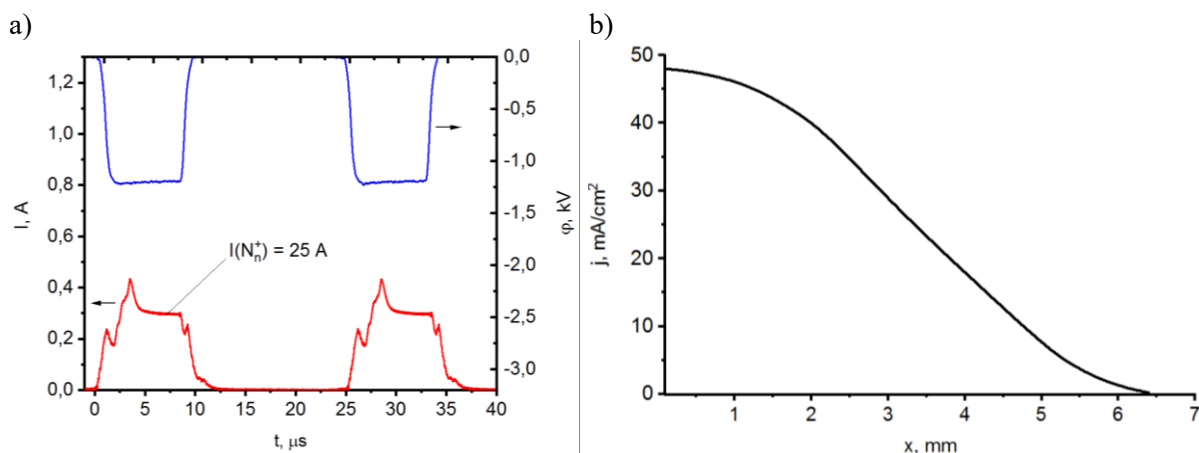 a)
1,2
1,0
0,8
0,6
0,4
0,2
0,0
I, A
0 5 10 15 20 25 30 35 40
t, μs
0,0
-0,5
-1,0
-1,5
-2,0
-2,5
-3,0
φ, kV
I(Nₙ⁺) = 25 A
b)
50
40
30
20
10
0
j, mA/cm²
1 2 3 4 5 6 7
x, mm